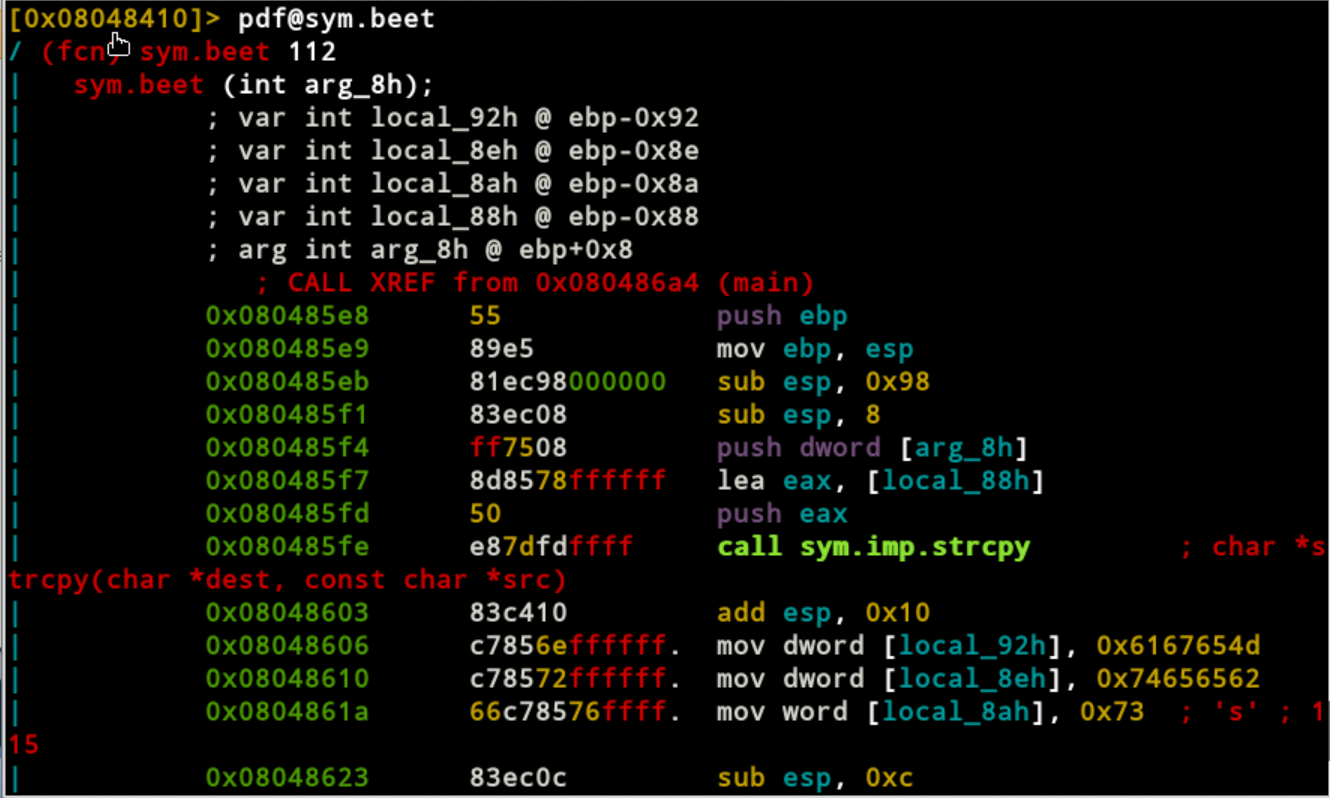 [0x08048410]> pdf@sym.beet
/ (fcn) sym.beet 112
|   sym.beet (int arg_8h);
|           ; var int local_92h @ ebp-0x92
|           ; var int local_8eh @ ebp-0x8e
|           ; var int local_8ah @ ebp-0x8a
|           ; var int local_88h @ ebp-0x88
|           ; arg int arg_8h @ ebp+0x8
|              ; CALL XREF from 0x080486a4 (main)
|           0x080485e8      55             push ebp
|           0x080485e9      89e5           mov ebp, esp
|           0x080485eb      81ec98000000   sub esp, 0x98
|           0x080485f1      83ec08         sub esp, 8
|           0x080485f4      ff7508         push dword [arg_8h]
|           0x080485f7      8d8578ffffff   lea eax, [local_88h]
|           0x080485fd      50             push eax
|           0x080485fe      e87dfdffff     call sym.imp.strcpy         ; char *s
trcpy(char *dest, const char *src)
|           0x08048603      83c410         add esp, 0x10
|           0x08048606      c7856effffff.  mov dword [local_92h], 0x6167654d
|           0x08048610      c78572ffffff.  mov dword [local_8eh], 0x74656562
|           0x0804861a      66c78576ffff.  mov word [local_8ah], 0x73  ; 's' ; 1
15
|           0x08048623      83ec0c         sub esp, 0xc